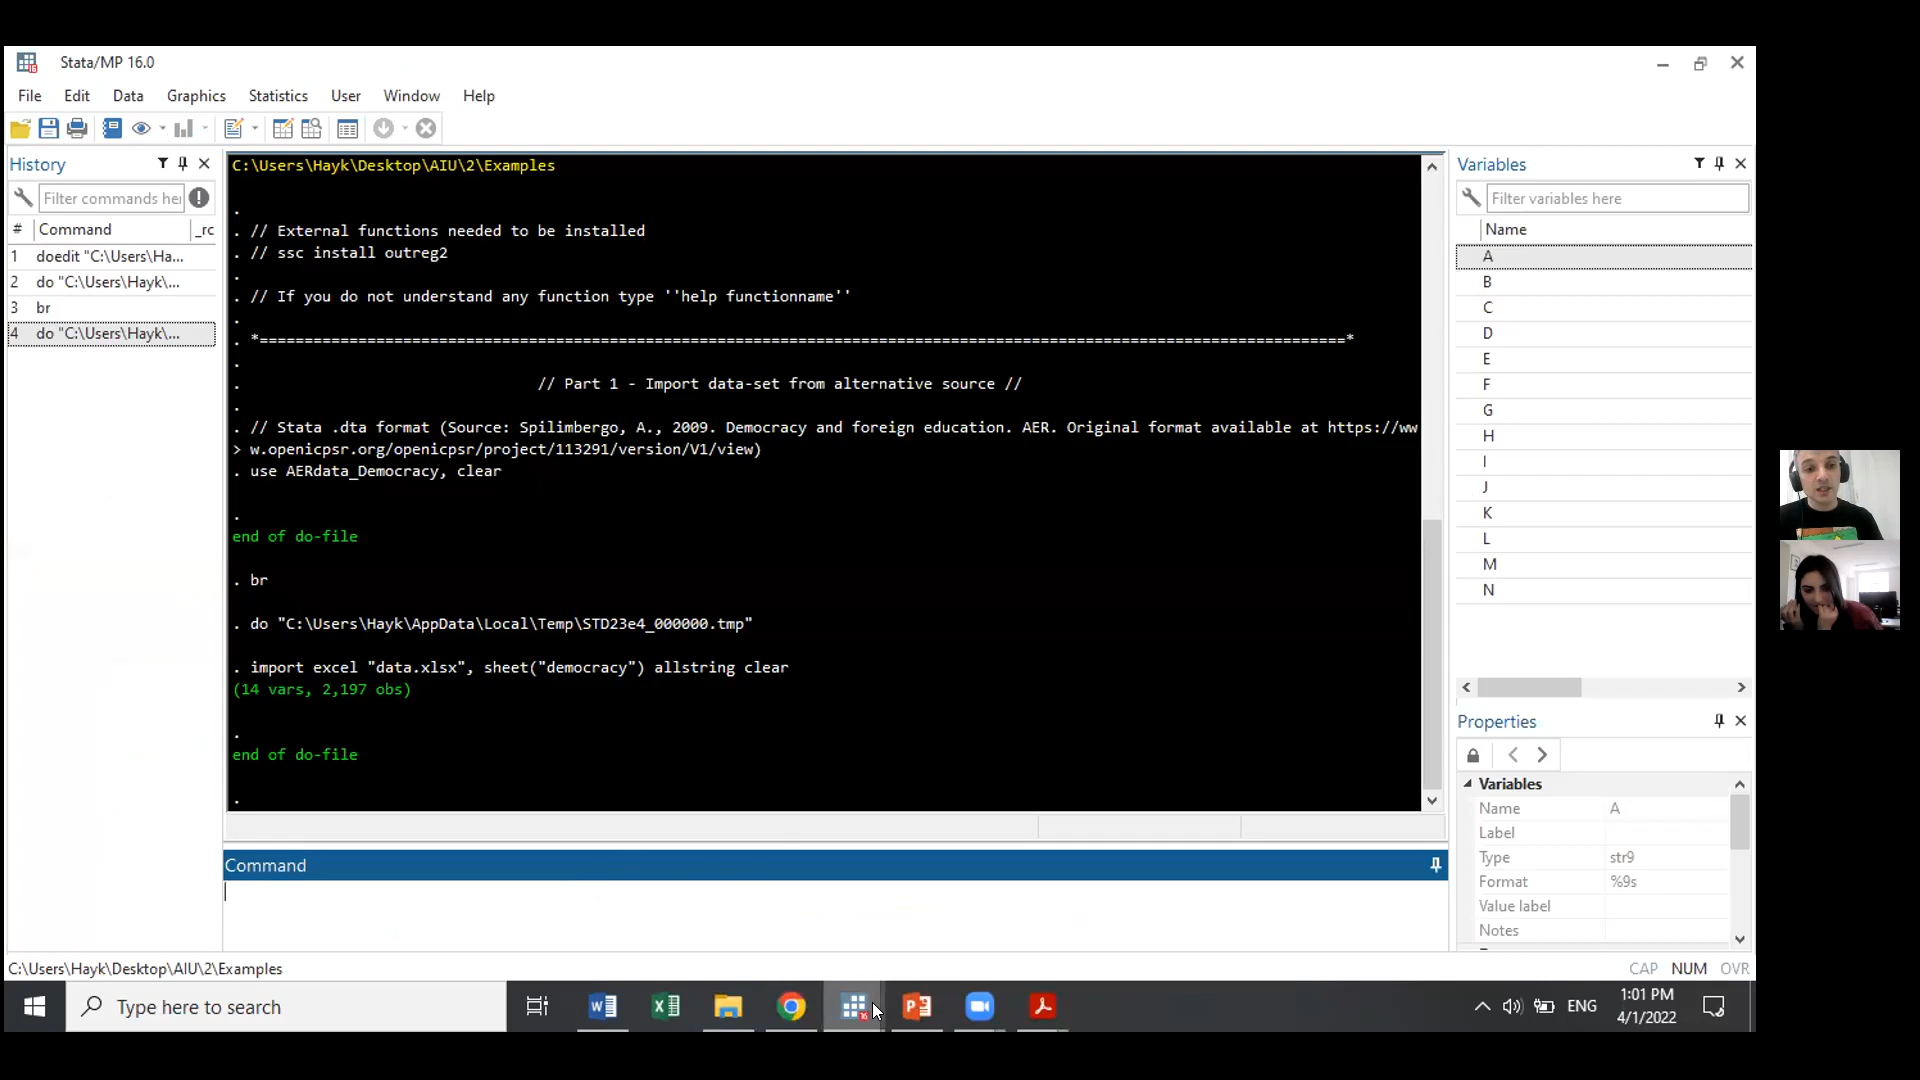 Stata/MP 16.0
File Edit Data Graphics Statistics User Window Help
History
Filter commands her
# Command _rc
1 doedit "C:\Users\Ha...
2 do "C:\Users\Hayk\...
3 br
4 do "C:\Users\Hayk\...
C:\Users\Hayk\Desktop\AIU\2\Examples
.
. // External functions needed to be installed
. // ssc install outreg2
.
. // If you do not understand any function type ''help functionname''
.
. *=========================================================================================================================*
.
. // Part 1 - Import data-set from alternative source //
.
. // Stata .dta format (Source: Spilimbergo, A., 2009. Democracy and foreign education. AER. Original format available at https://ww
> w.openicpsr.org/openicpsr/project/113291/version/V1/view)
. use AERdata_Democracy, clear
.
end of do-file
. br
. do "C:\Users\Hayk\AppData\Local\Temp\STD23e4_000000.tmp"
. import excel "data.xlsx", sheet("democracy") allstring clear
(14 vars, 2,197 obs)
.
end of do-file
.
Command
Variables
Filter variables here
Name
A
B
C
D
E
F
G
H
I
J
K
L
M
N
Properties
Variables
Name A
Label
Type str9
Format %9s
Value label
Notes
C:\Users\Hayk\Desktop\AIU\2\Examples
CAP NUM OVR
Type here to search
ENG
1:01 PM
4/1/2022